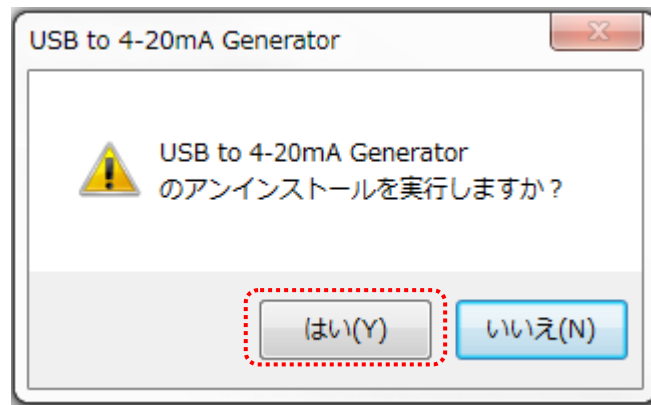 USB to 4-20mA Generator
USB to 4-20mA Generator
のアンインストールを実行しますか？
はい(Y)
いいえ(N)